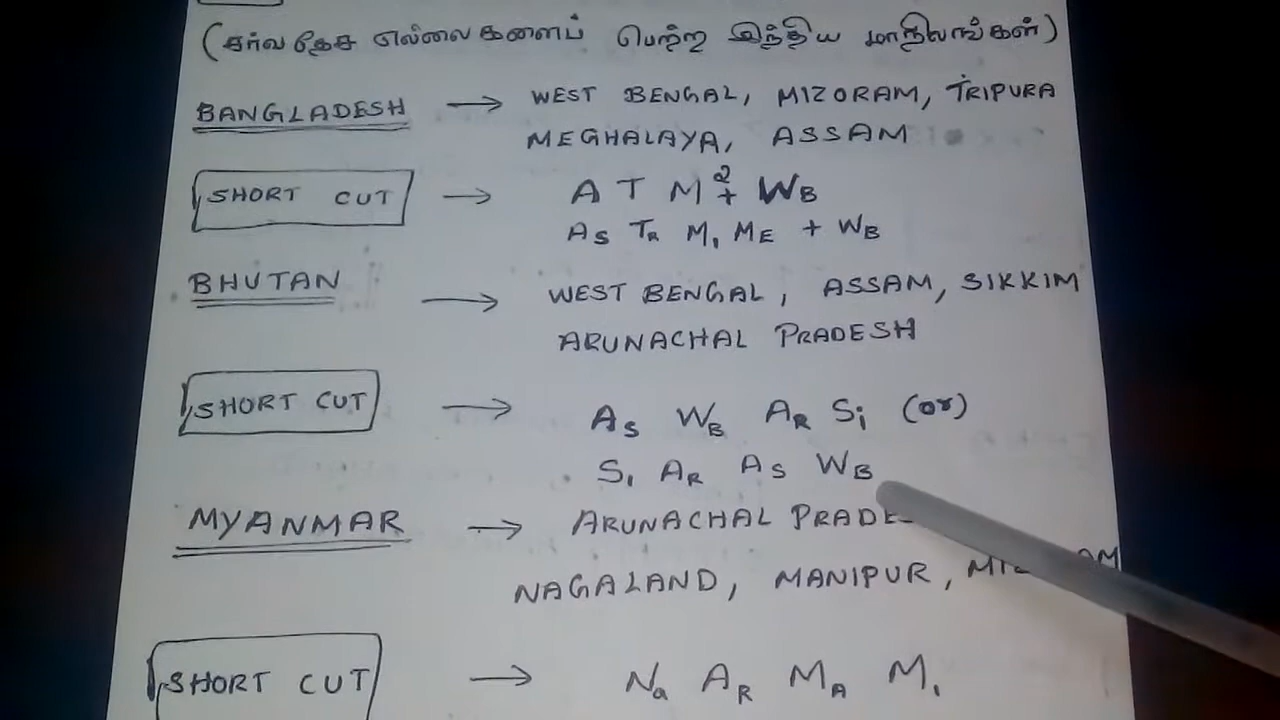 (சர்வதேச எல்லைகளைப் பெற்ற இந்திய மாநிலங்கள்)
BANGLADESH → WEST BENGAL, MIZORAM, TRIPURA
MEGHALAYA, ASSAM
SHORT CUT → A T M² + WB
AS TR MI ME + WB
BHUTAN → WEST BENGAL, ASSAM, SIKKIM
ARUNACHAL PRADESH
SHORT CUT → AS WB AR Si (or)
SI AR AS WB
MYANMAR → ARUNACHAL
NAGALAND, MANIPUR,
SHORT CUT → Na AR MA MI